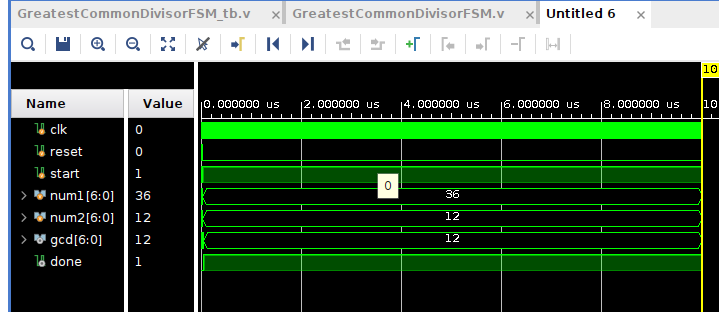 GreatestCommonDivisorFSM_tb.v × GreatestCommonDivisorFSM.v × Untitled 6 ×
10
Name Value 0.000000 us 2.000000 us 4.000000 us 6.000000 us 8.000000 us 10
clk 0
reset 0
start 1
0
num1[6:0] 36 36
num2[6:0] 12 12
gcd[6:0] 12 12
done 1